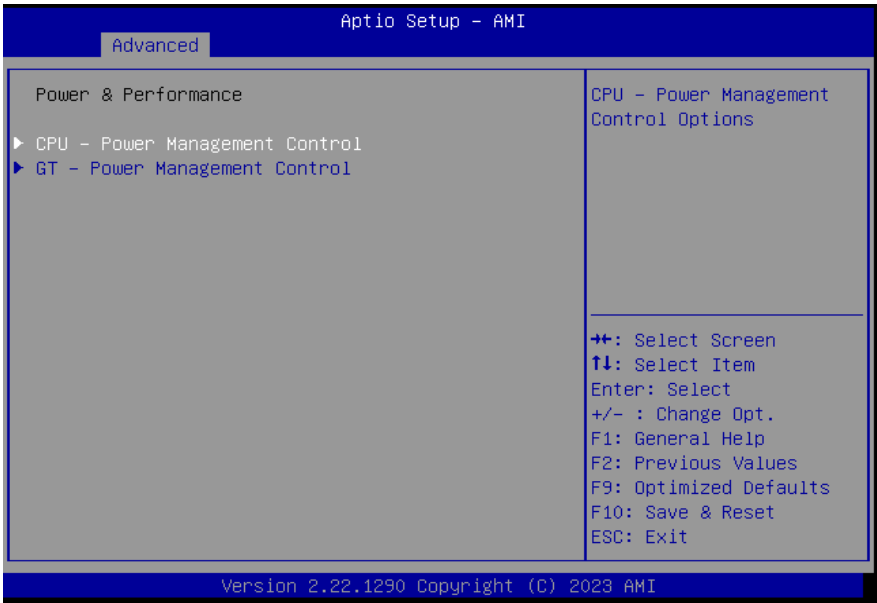 Aptio Setup – AMI
Advanced
Power & Performance
▶ CPU – Power Management Control
▶ GT – Power Management Control
CPU – Power Management
Control Options
→←: Select Screen
↑↓: Select Item
Enter: Select
+/– : Change Opt.
F1: General Help
F2: Previous Values
F9: Optimized Defaults
F10: Save & Reset
ESC: Exit
Version 2.22.1290 Copyright (C) 2023 AMI